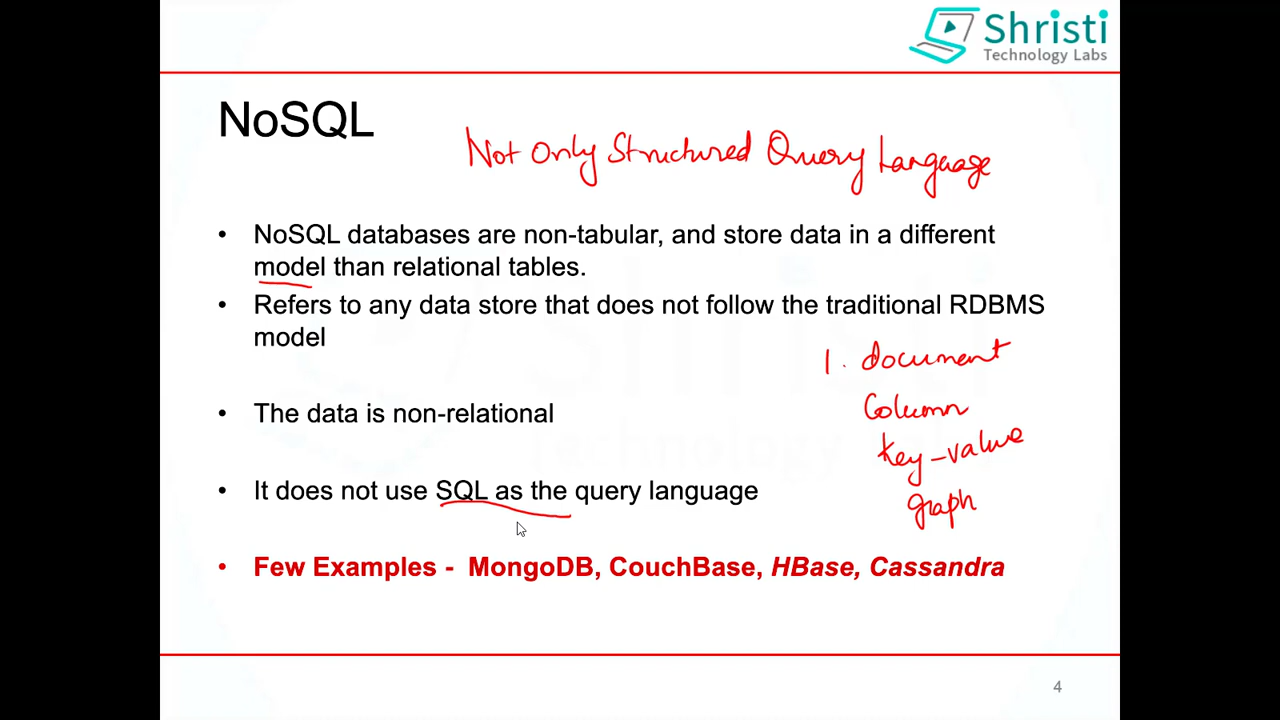 Shristi
Technology Labs
NoSQL
Not Only Structured Query Language
• NoSQL databases are non-tabular, and store data in a different
model than relational tables.
• Refers to any data store that does not follow the traditional RDBMS
model
1. document
Column
• The data is non-relational
key-value
• It does not use SQL as the query language
graph
• Few Examples - MongoDB, CouchBase, HBase, Cassandra
4